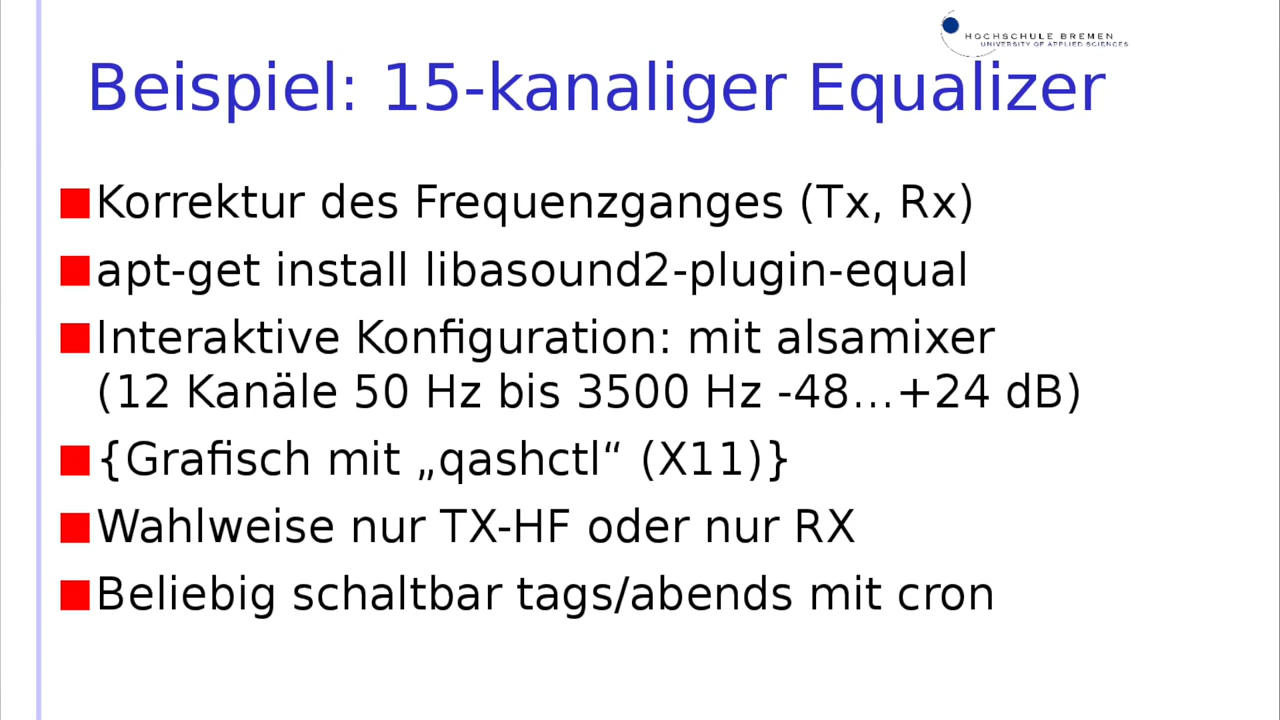 HOCHSCHULE BREMEN
UNIVERSITY OF APPLIED SCIENCES
Beispiel: 15-kanaliger Equalizer
Korrektur des Frequenzganges (Tx, Rx)
apt-get install libasound2-plugin-equal
Interaktive Konfiguration: mit alsamixer
(12 Kanäle 50 Hz bis 3500 Hz -48...+24 dB)
{Grafisch mit „qashctl“ (X11)}
Wahlweise nur TX-HF oder nur RX
Beliebig schaltbar tags/abends mit cron